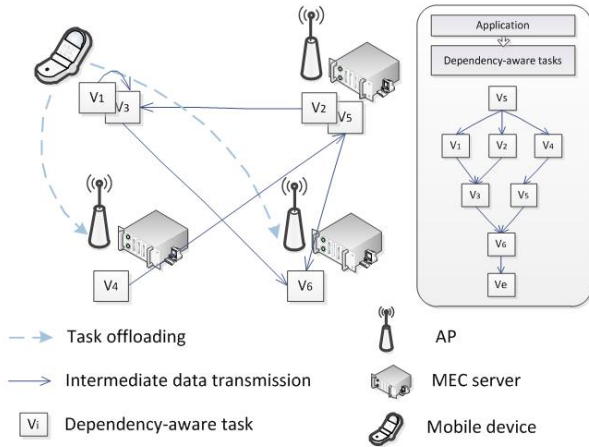 Application
Dependency-aware tasks
V1
V3
V2
V5
V4
V6
Vs
V1
V2
V4
V3
V5
V6
Ve
Task offloading
AP
Intermediate data transmission
MEC server
Vi
Dependency-aware task
Mobile device